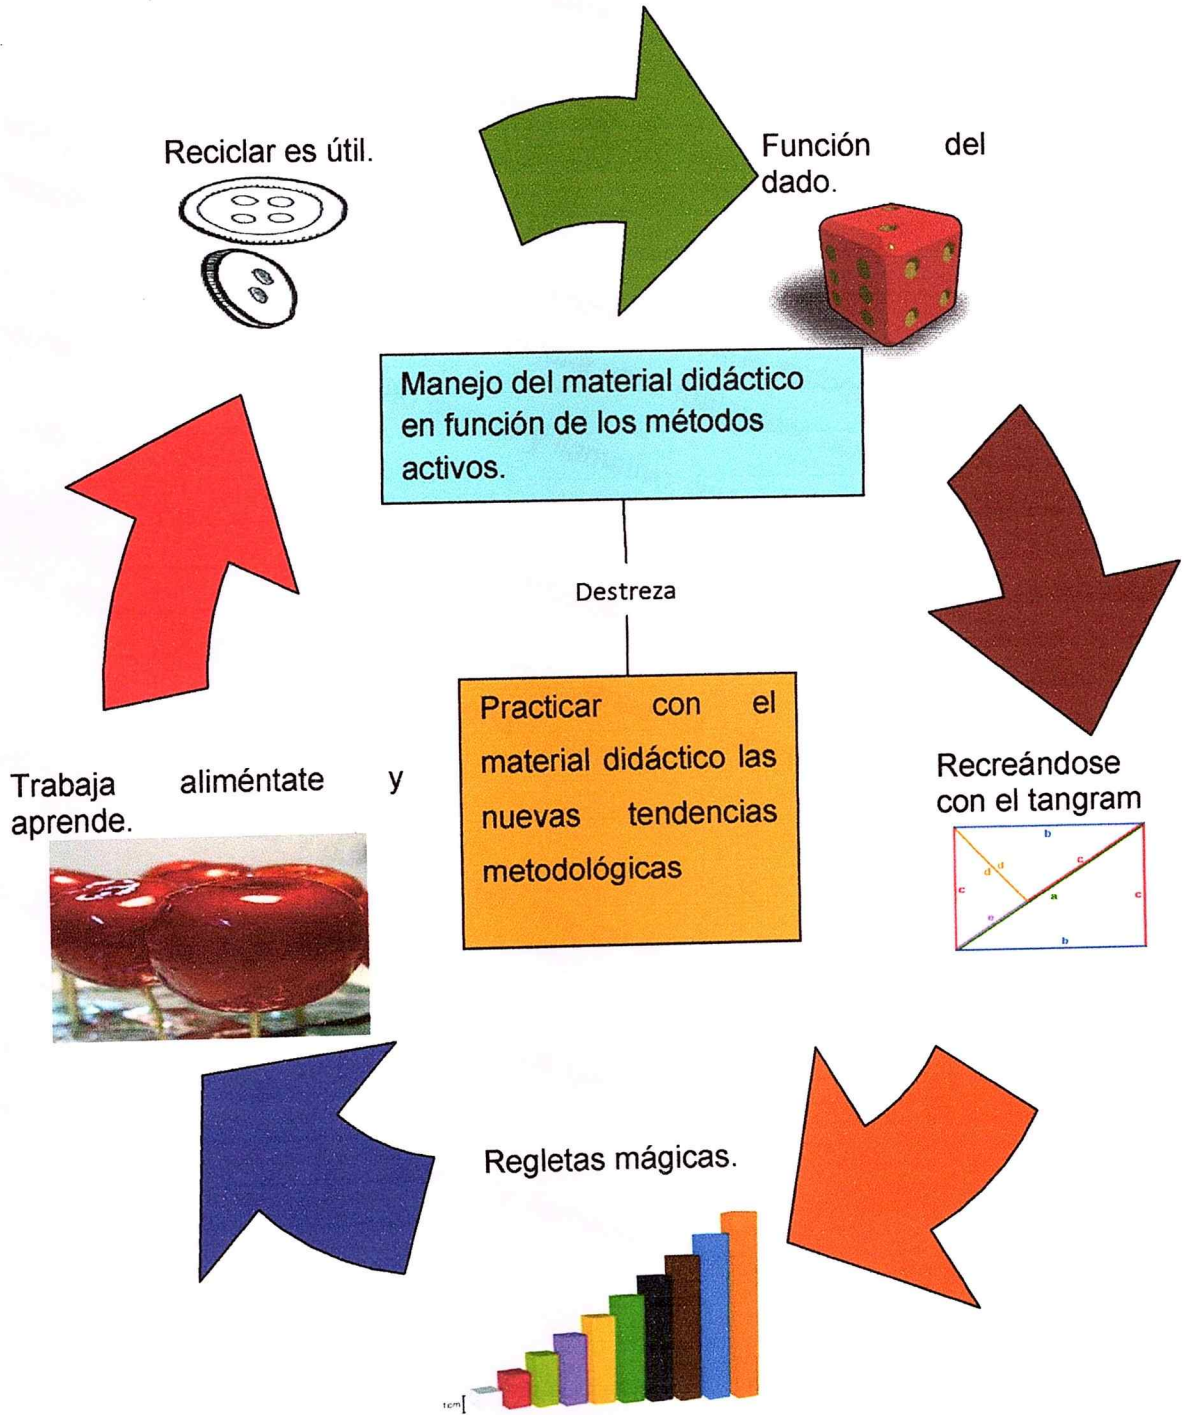 Reciclar es útil.
Función del
dado.
Manejo del material didáctico
en función de los métodos
activos.
Destreza
Practicar con el
material didáctico las
nuevas tendencias
metodológicas
Recreándose
con el tangram
b
d
d
c
c
a
c
e
b
Trabaja aliméntate y
aprende.
Regletas mágicas.
1cm